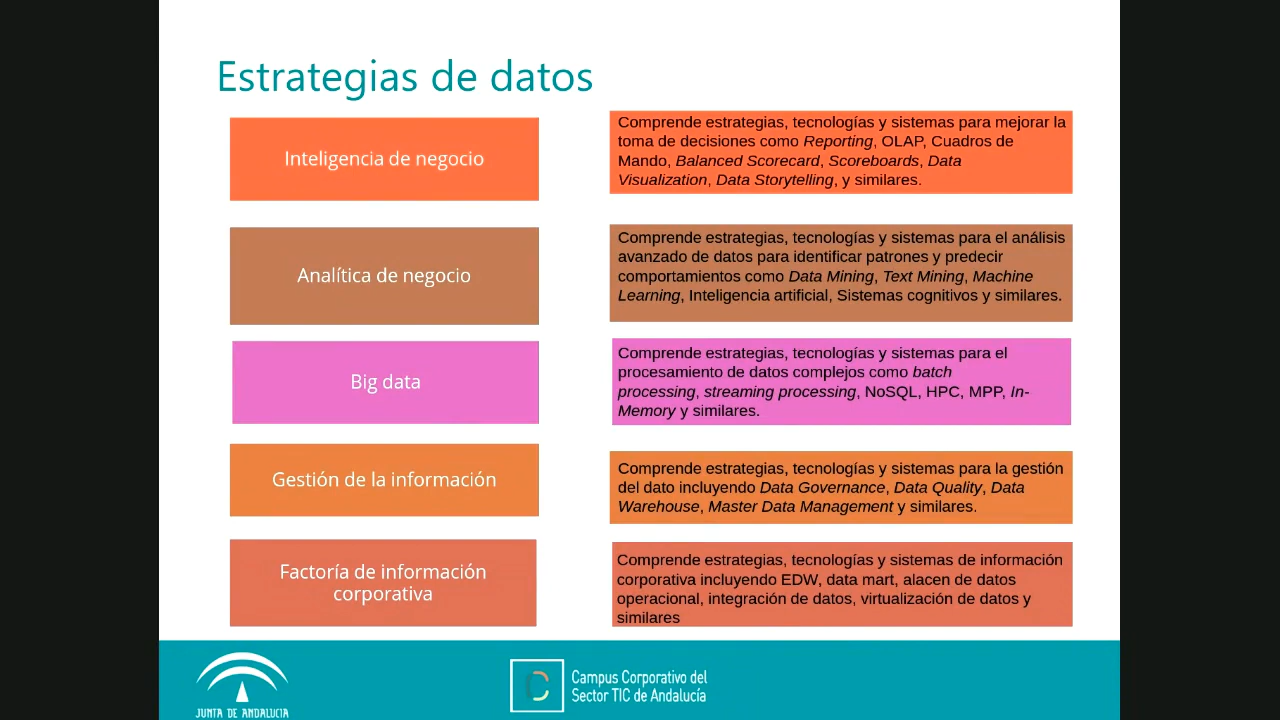 Estrategias de datos
Inteligencia de negocio
Comprende estrategias, tecnologías y sistemas para mejorar la
toma de decisiones como Reporting, OLAP, Cuadros de
Mando, Balanced Scorecard, Scoreboards, Data
Visualization, Data Storytelling, y similares.
Analítica de negocio
Comprende estrategias, tecnologías y sistemas para el análisis
avanzado de datos para identificar patrones y predecir
comportamientos como Data Mining, Text Mining, Machine
Learning, Inteligencia artificial, Sistemas cognitivos y similares.
Big data
Comprende estrategias, tecnologías y sistemas para el
procesamiento de datos complejos como batch
processing, streaming processing, NoSQL, HPC, MPP, In-
Memory y similares.
Gestión de la información
Comprende estrategias, tecnologías y sistemas para la gestión
del dato incluyendo Data Governance, Data Quality, Data
Warehouse, Master Data Management y similares.
Factoría de información
corporativa
Comprende estrategias, tecnologías y sistemas de información
corporativa incluyendo EDW, data mart, alacen de datos
operacional, integración de datos, virtualización de datos y
similares
JUNTA DE ANDALUCIA
Campus Corporativo del
Sector TIC de Andalucía